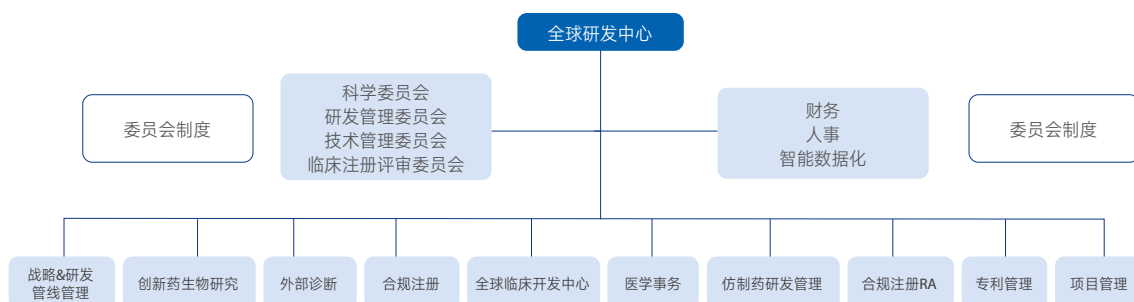 全球研发中心
委员会制度
科学委员会
研发管理委员会
技术管理委员会
临床注册评审委员会
财务
人事
智能数据化
委员会制度
战略&研发
管线管理
创新药生物研究
外部诊断
合规注册
全球临床开发中心
医学事务
仿制药研发管理
合规注册RA
专利管理
项目管理